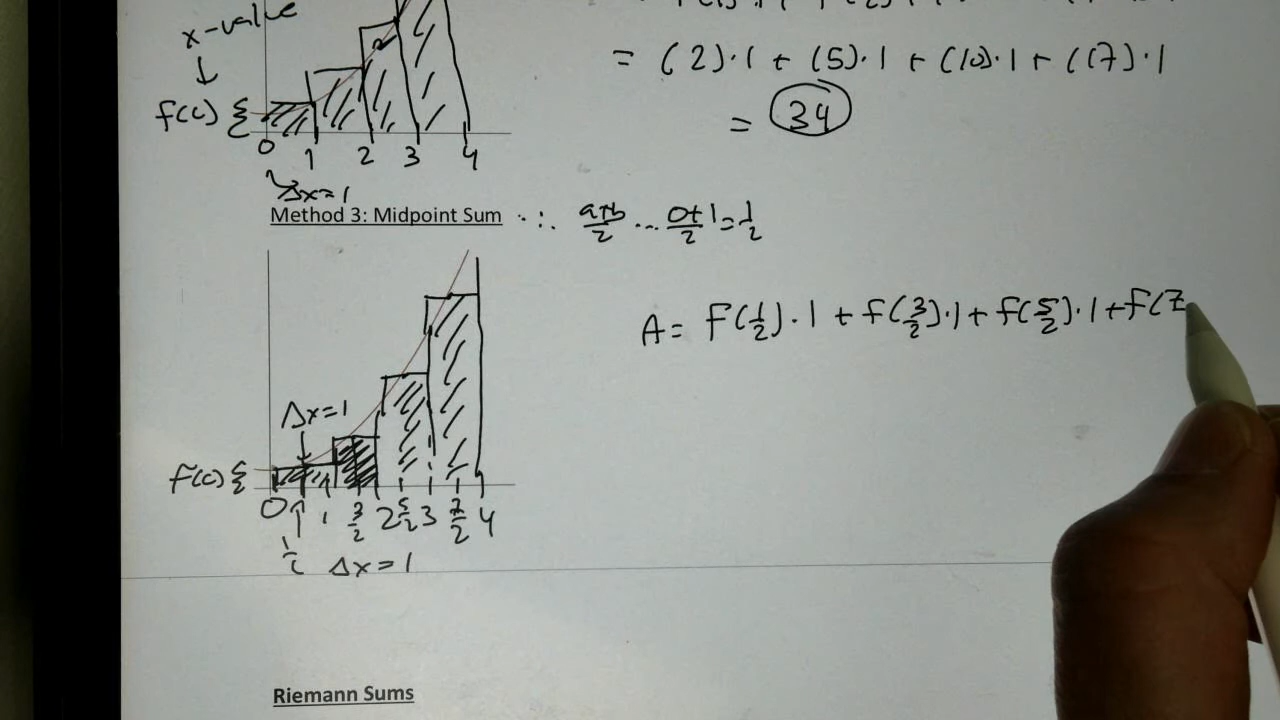 x-value
↓
f(c) {
0 1 2 3 4
Δx=1
= (2)·1 + (5)·1 + (10)·1 + (17)·1
= 34
Method 3: Midpoint Sum ∴ a+b/2 ... 0+1/2 = 1/2
A = f(1/2)·1 + f(3/2)·1 + f(5/2)·1 + f(7
Δx=1
f(c) {
0 1/2 1 3/2 2 5/2 3 7/2 4
Δx=1
Riemann Sums